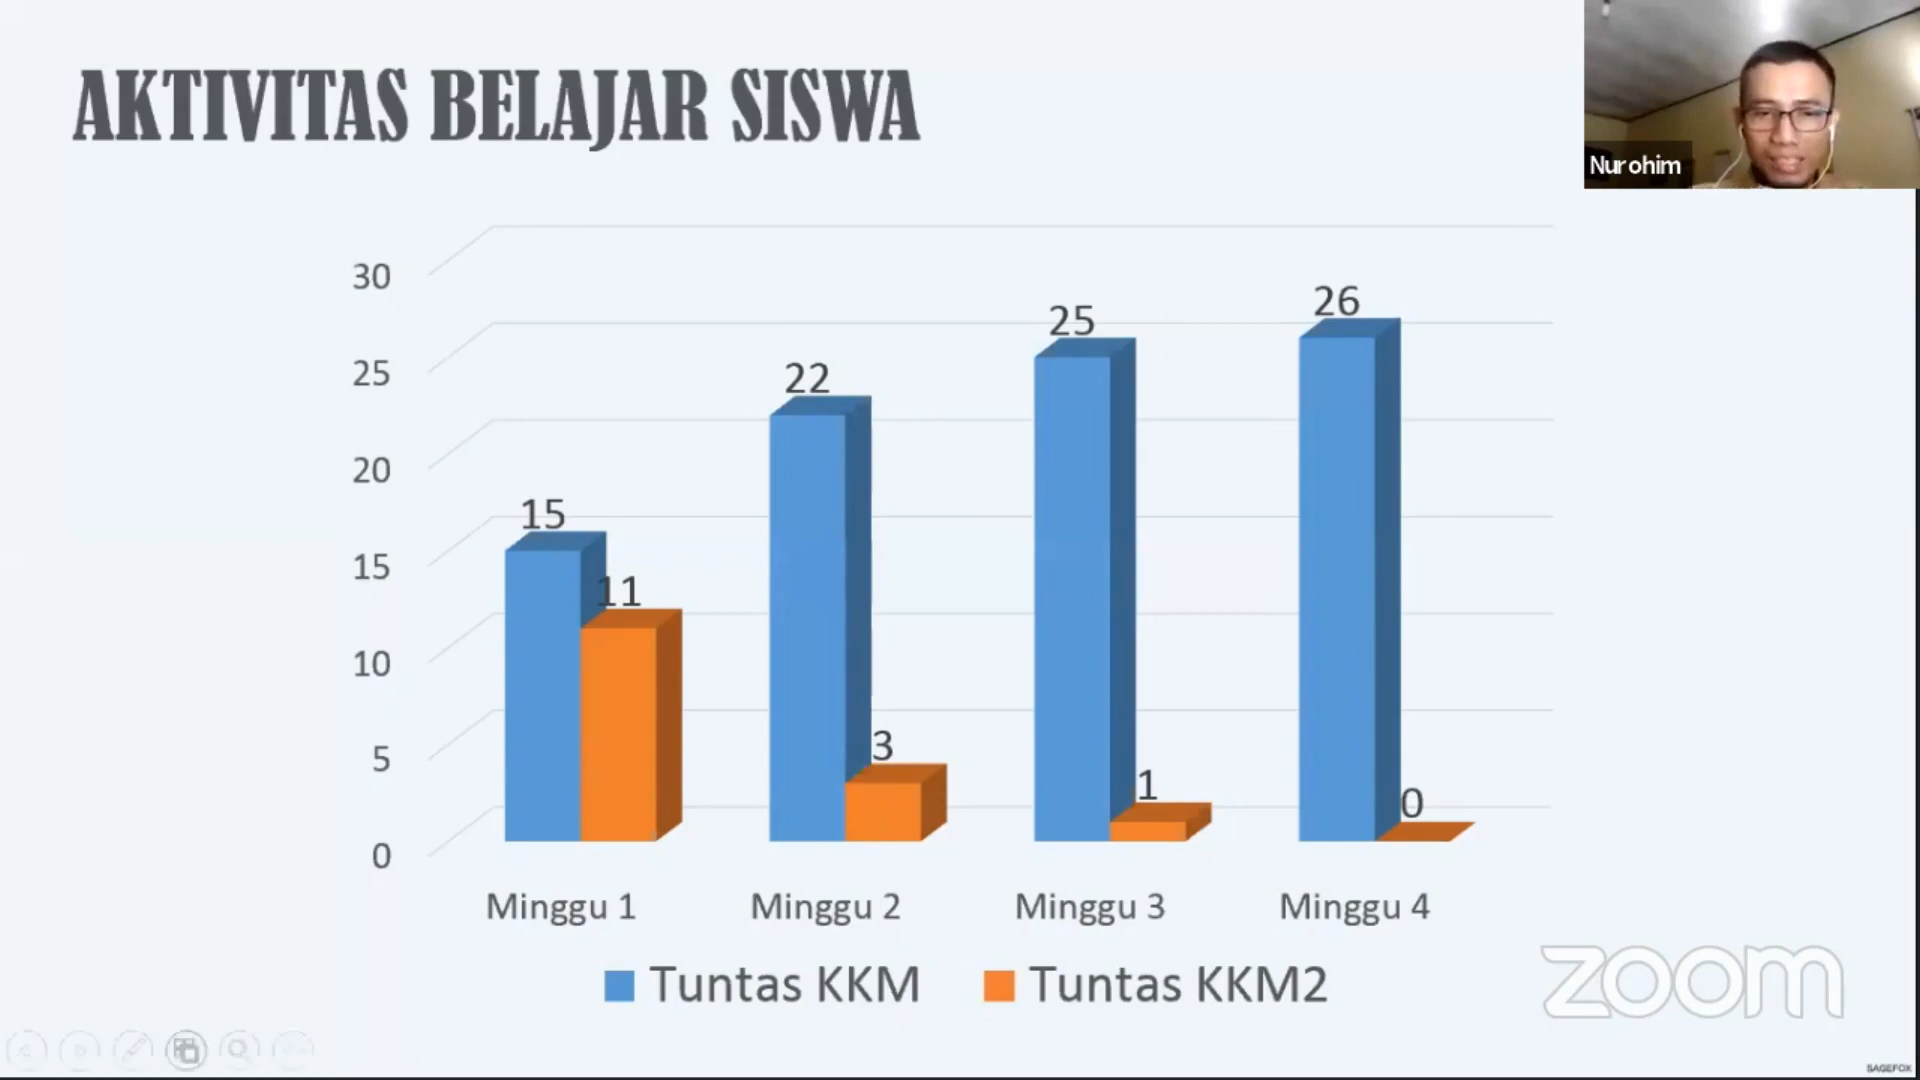 AKTIVITAS BELAJAR SISWA
Nurohim
30
25
20
15
10
5
0
15
11
22
3
25
1
26
0
Minggu 1
Minggu 2
Minggu 3
Minggu 4
Tuntas KKM
Tuntas KKM2
zoom
SAGEFOX